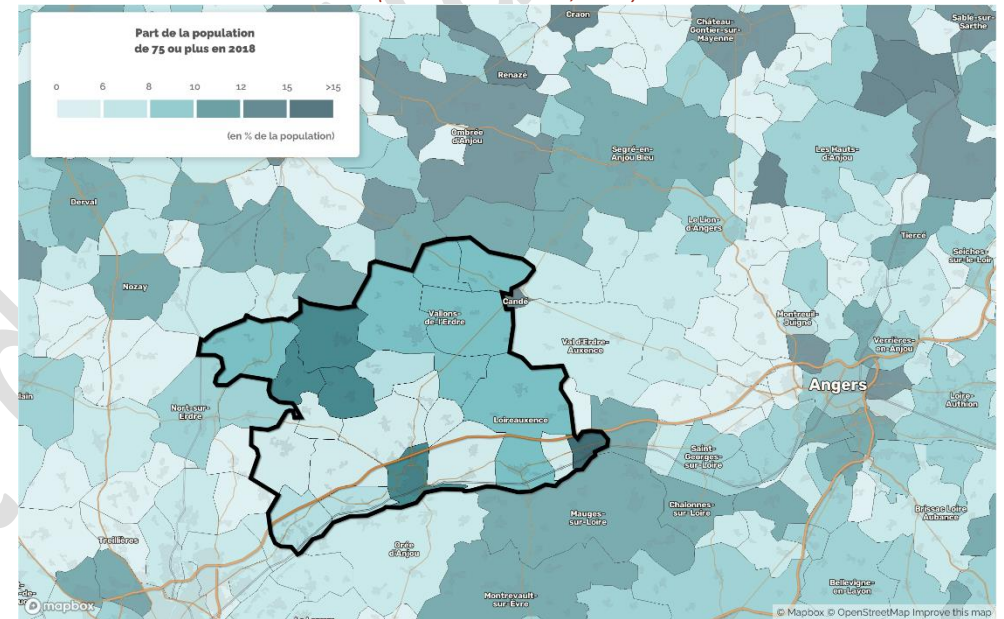 Part de la population
de 75 ou plus en 2018
0 6 8 10 12 15 >15
(en % de la population)
Craon
Château-
Gontier-sur-
Mayenne
Sablé-sur-
Sarthe
Renazé
Ombrée
d'Anjou
Segré-en-
Anjou Bleu
Les Hauts-
d'Anjou
Derval
Le Lion-
d'Angers
Tiercé
Seiches-
sur-le-Loir
Nozay
Candé
Vallons-
de-l'Erdre
Montreuil-
Juigné
Val d'Erdre-
Auxence
Verrières-
en-Anjou
Angers
Nort-sur-
Erdre
Loireauxence
Loire-
Authion
Saint-
Georges-
sur-Loire
Chalonnes-
sur-Loire
Mauges-
sur-Loire
Brissac Loire
Aubance
Treillières
Orée
d'Anjou
Bellevigne-
en-Layon
Montrevault-
sur-Èvre
mapbox
© Mapbox © OpenStreetMap Improve this map